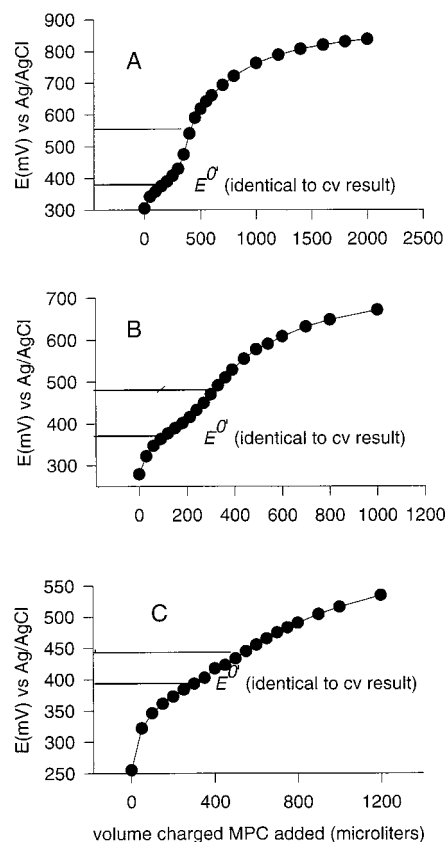 900
A
800
700
E(mV) vs Ag/AgCl
600
500
400
E0' (identical to cv result)
300
0 500 1000 1500 2000 2500
700
B
600
E(mV) vs Ag/AgCl
500
400
E0' (identical to cv result)
300
0 200 400 600 800 1000 1200
550
C
500
450
E(mV) vs Ag/AgCl
400
E0' (identical to cv result)
350
300
250
0 400 800 1200
volume charged MPC added (microliters)